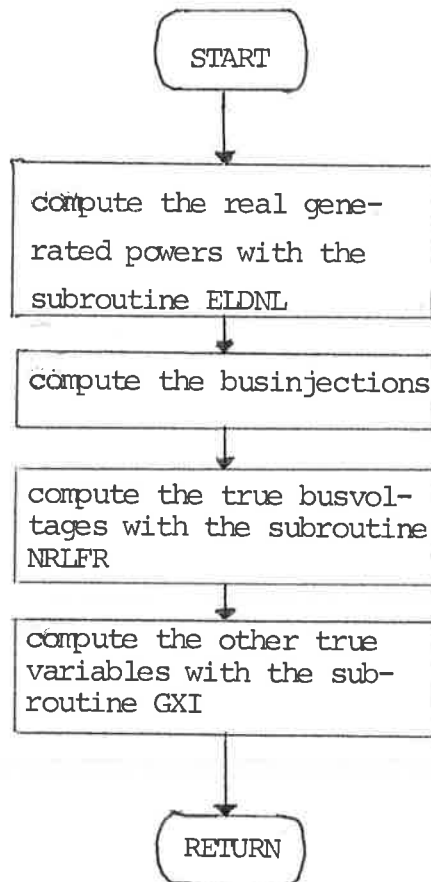 START
compute the real gene-
rated powers with the
subroutine ELDNL
compute the businjections
compute the true busvol-
tages with the subroutine
NRLFR
compute the other true
variables with the sub-
routine GXI
RETURN